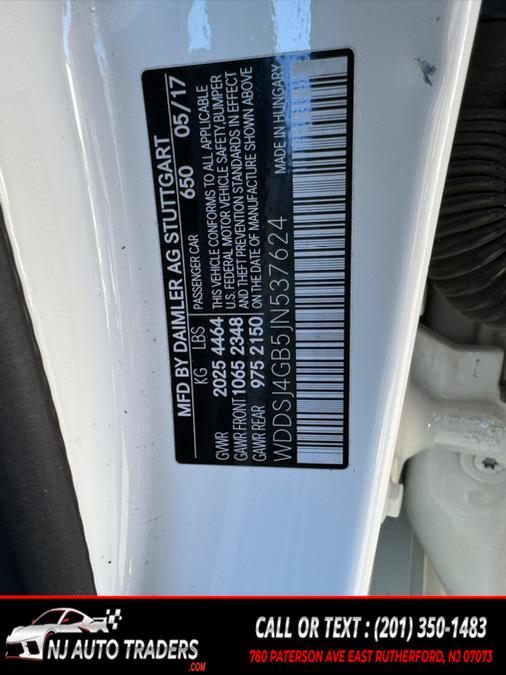 MFD BY DAIMLER AG STUTTGART
650 05/17
KG LBS
GVWR 2025 4464
GAWR FRONT 1065 2348
GAWR REAR 975 2150
PASSENGER CAR
THIS VEHICLE CONFORMS TO ALL APPLICABLE
U.S. FEDERAL MOTOR VEHICLE SAFETY, BUMPER
AND THEFT PREVENTION STANDARDS IN EFFECT
ON THE DATE OF MANUFACTURE SHOWN ABOVE
WDDSJ4GB5JN537624
MADE IN HUNGARY
NJ AUTO TRADERS
.COM
CALL OR TEXT : (201) 350-1483
780 PATERSON AVE EAST RUTHERFORD, NJ 07073